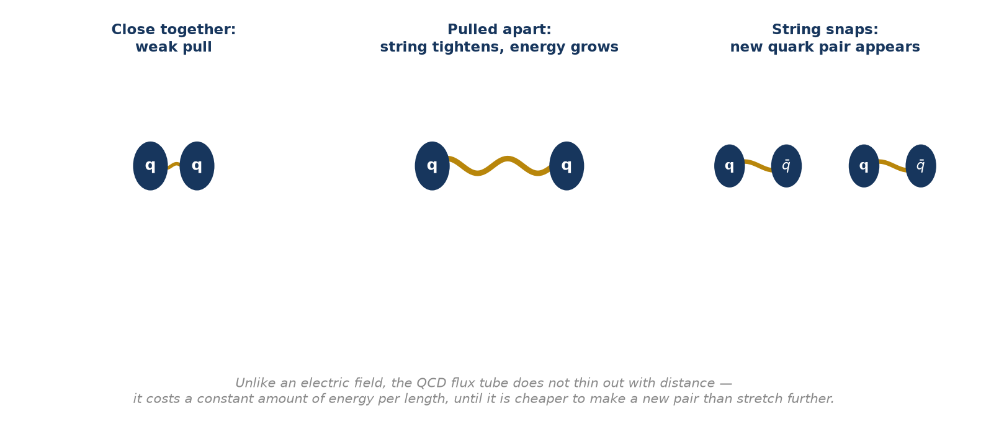 Close together:
weak pull
Pulled apart:
string tightens, energy grows
String snaps:
new quark pair appears
q q
q q
q q̄ q q̄
Unlike an electric field, the QCD flux tube does not thin out with distance —
it costs a constant amount of energy per length, until it is cheaper to make a new pair than stretch further.